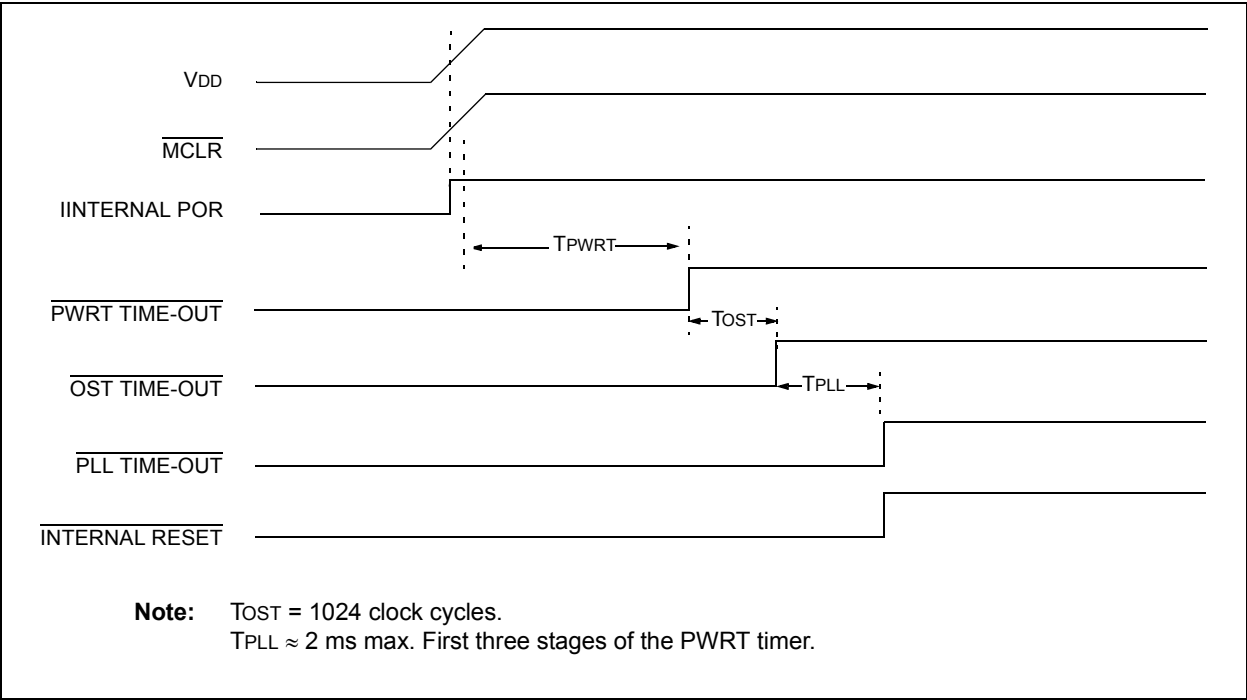 VDD
MCLR
IINTERNAL POR
TPWRT
PWRT TIME-OUT
TOST
OST TIME-OUT
TPLL
PLL TIME-OUT
INTERNAL RESET
Note: TOST = 1024 clock cycles.
TPLL ≈ 2 ms max. First three stages of the PWRT timer.